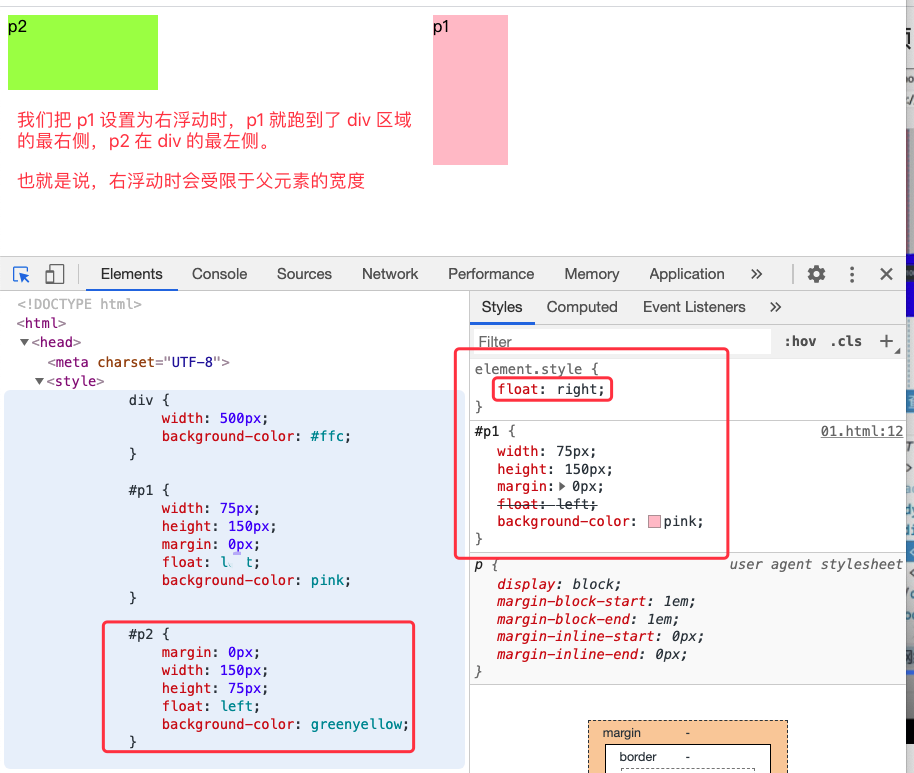 p2
p1
我们把 p1 设置为右浮动时，p1 就跑到了 div 区域
的最右侧，p2 在 div 的最左侧。
也就是说，右浮动时会受限于父元素的宽度
Elements Console Sources Network Performance Memory Application »
<!DOCTYPE html>
<html>
▼<head>
<meta charset="UTF-8">
▼<style>
div {
width: 500px;
background-color: #ffc;
}
#p1 {
width: 75px;
height: 150px;
margin: 0px;
float: l t;
background-color: pink;
}
#p2 {
margin: 0px;
width: 150px;
height: 75px;
float: left;
background-color: greenyellow;
}
Styles Computed Event Listeners »
Filter :hov .cls +
element.style {
float: right;
}
#p1 { 01.html:12
width: 75px;
height: 150px;
margin:▶ 0px;
float: left;
background-color: pink;
}
p { user agent stylesheet
display: block;
margin-block-start: 1em;
margin-block-end: 1em;
margin-inline-start: 0px;
margin-inline-end: 0px;
}
margin -
border -